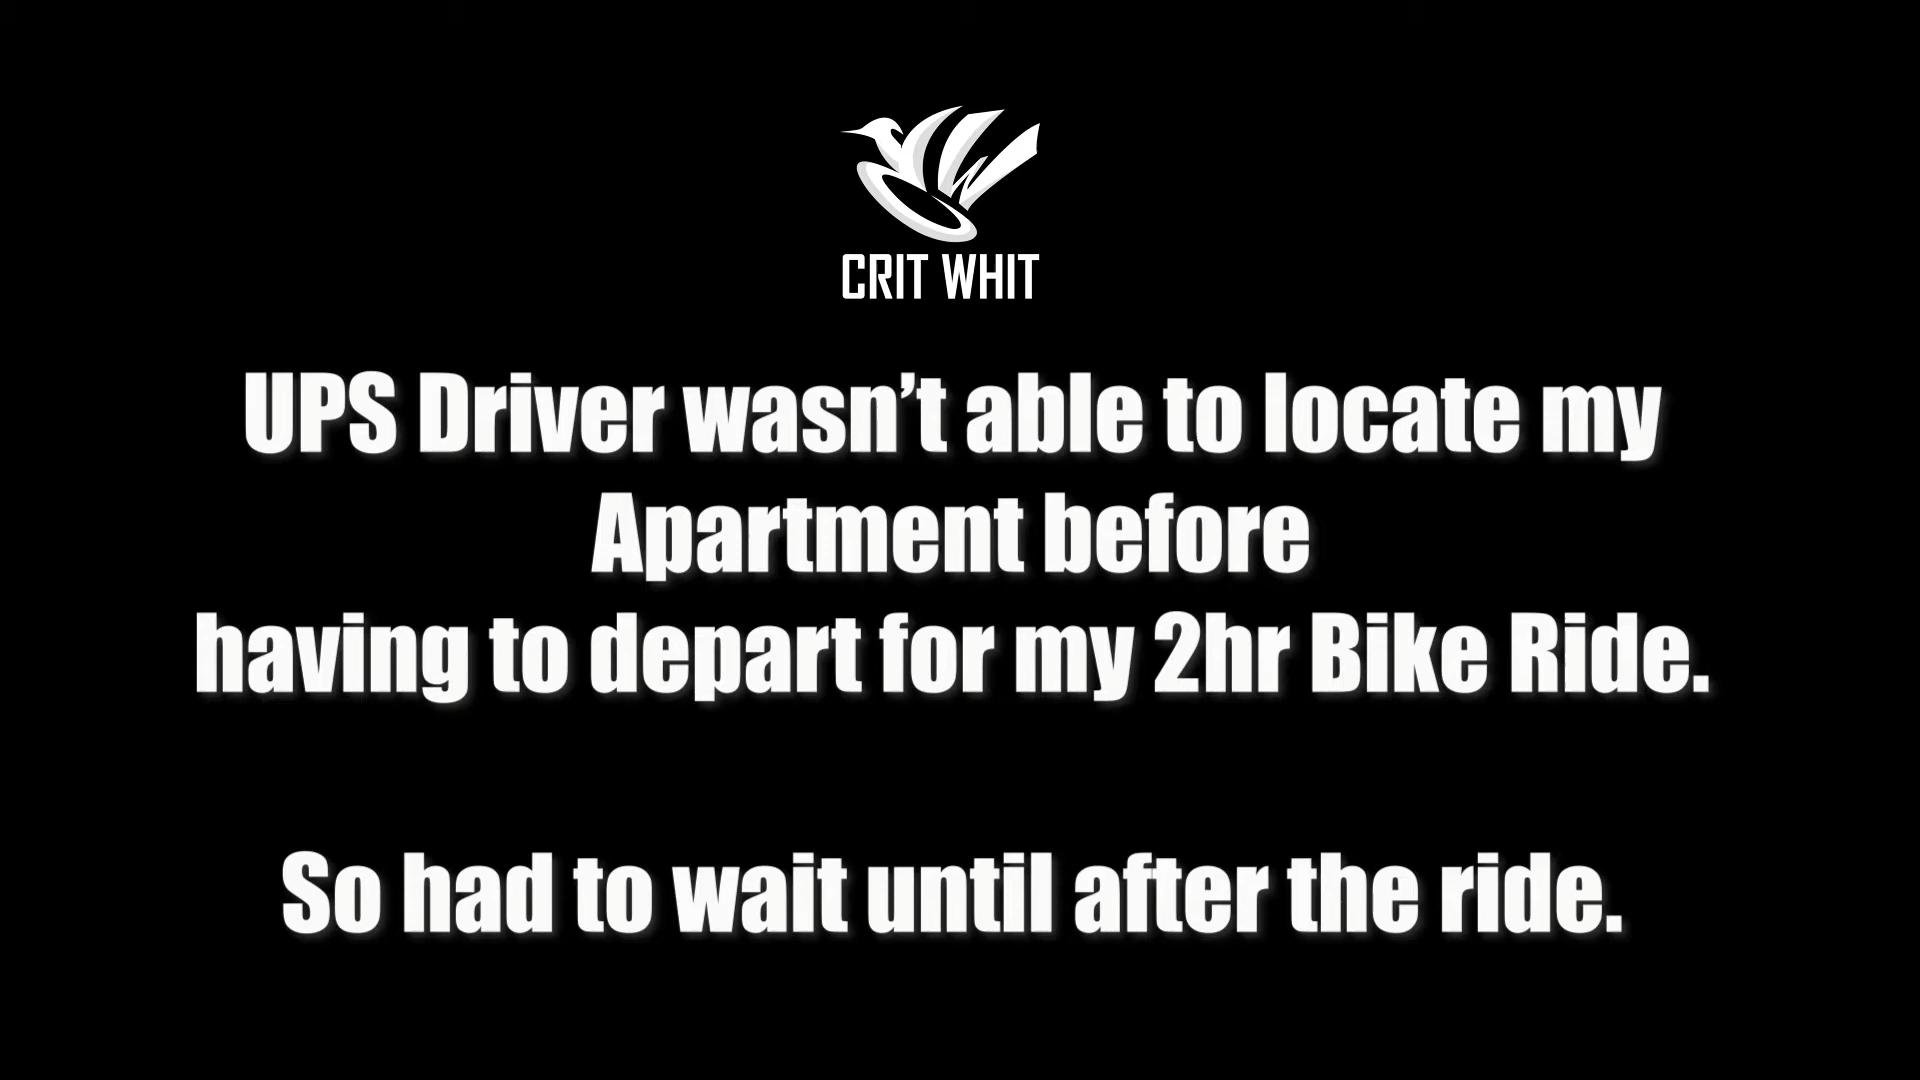 CRIT WHIT
UPS Driver wasn’t able to locate my
Apartment before
having to depart for my 2hr Bike Ride.
So had to wait until after the ride.